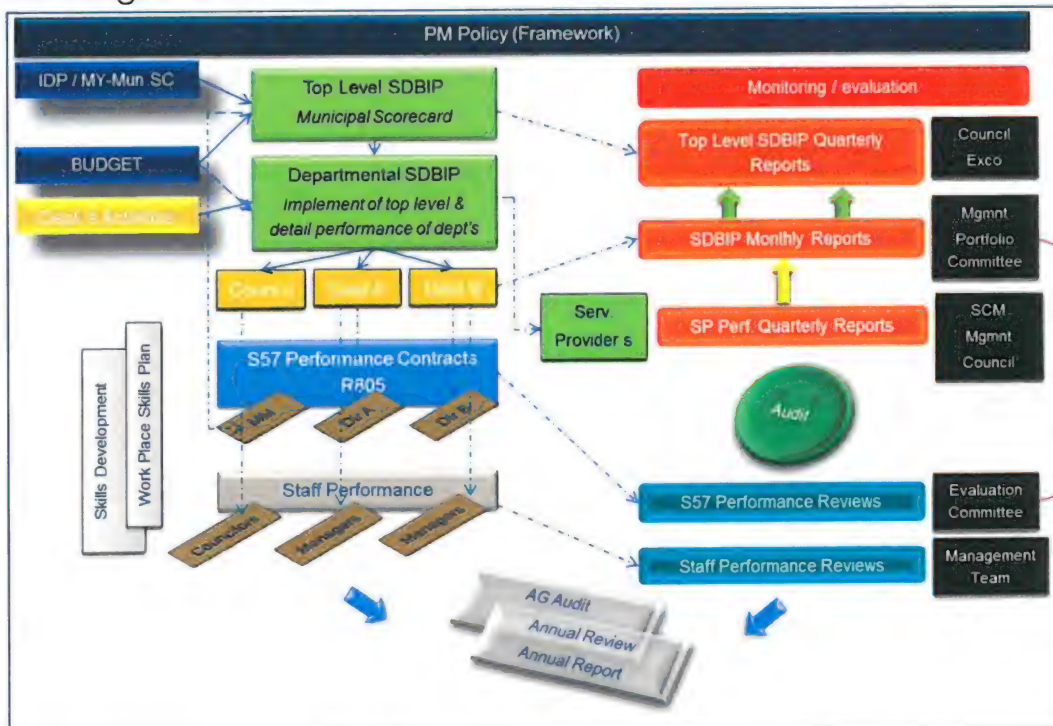 PM Policy (Framework)
IDP / MY-Mun SC
BUDGET
Dept's Activities
Top Level SDBIP
Municipal Scorecard
Departmental SDBIP
implement of top level &
detail performance of dept's
Council
Serv.
Provider s
S57 Performance Contracts
R805
MM
Dir A
Dir B
Skills Development
Work Place Skills Plan
Staff Performance
Councilors
Managers
Managers
Monitoring / evaluation
Top Level SDBIP Quarterly
Reports
Council
Exco
SDBIP Monthly Reports
Mgmnt
Portfolio
Committee
SP Perf. Quarterly Reports
SCM
Mgmnt
Council
Audit
S57 Performance Reviews
Evaluation
Committee
Staff Performance Reviews
Management
Team
AG Audit
Annual Review
Annual Report